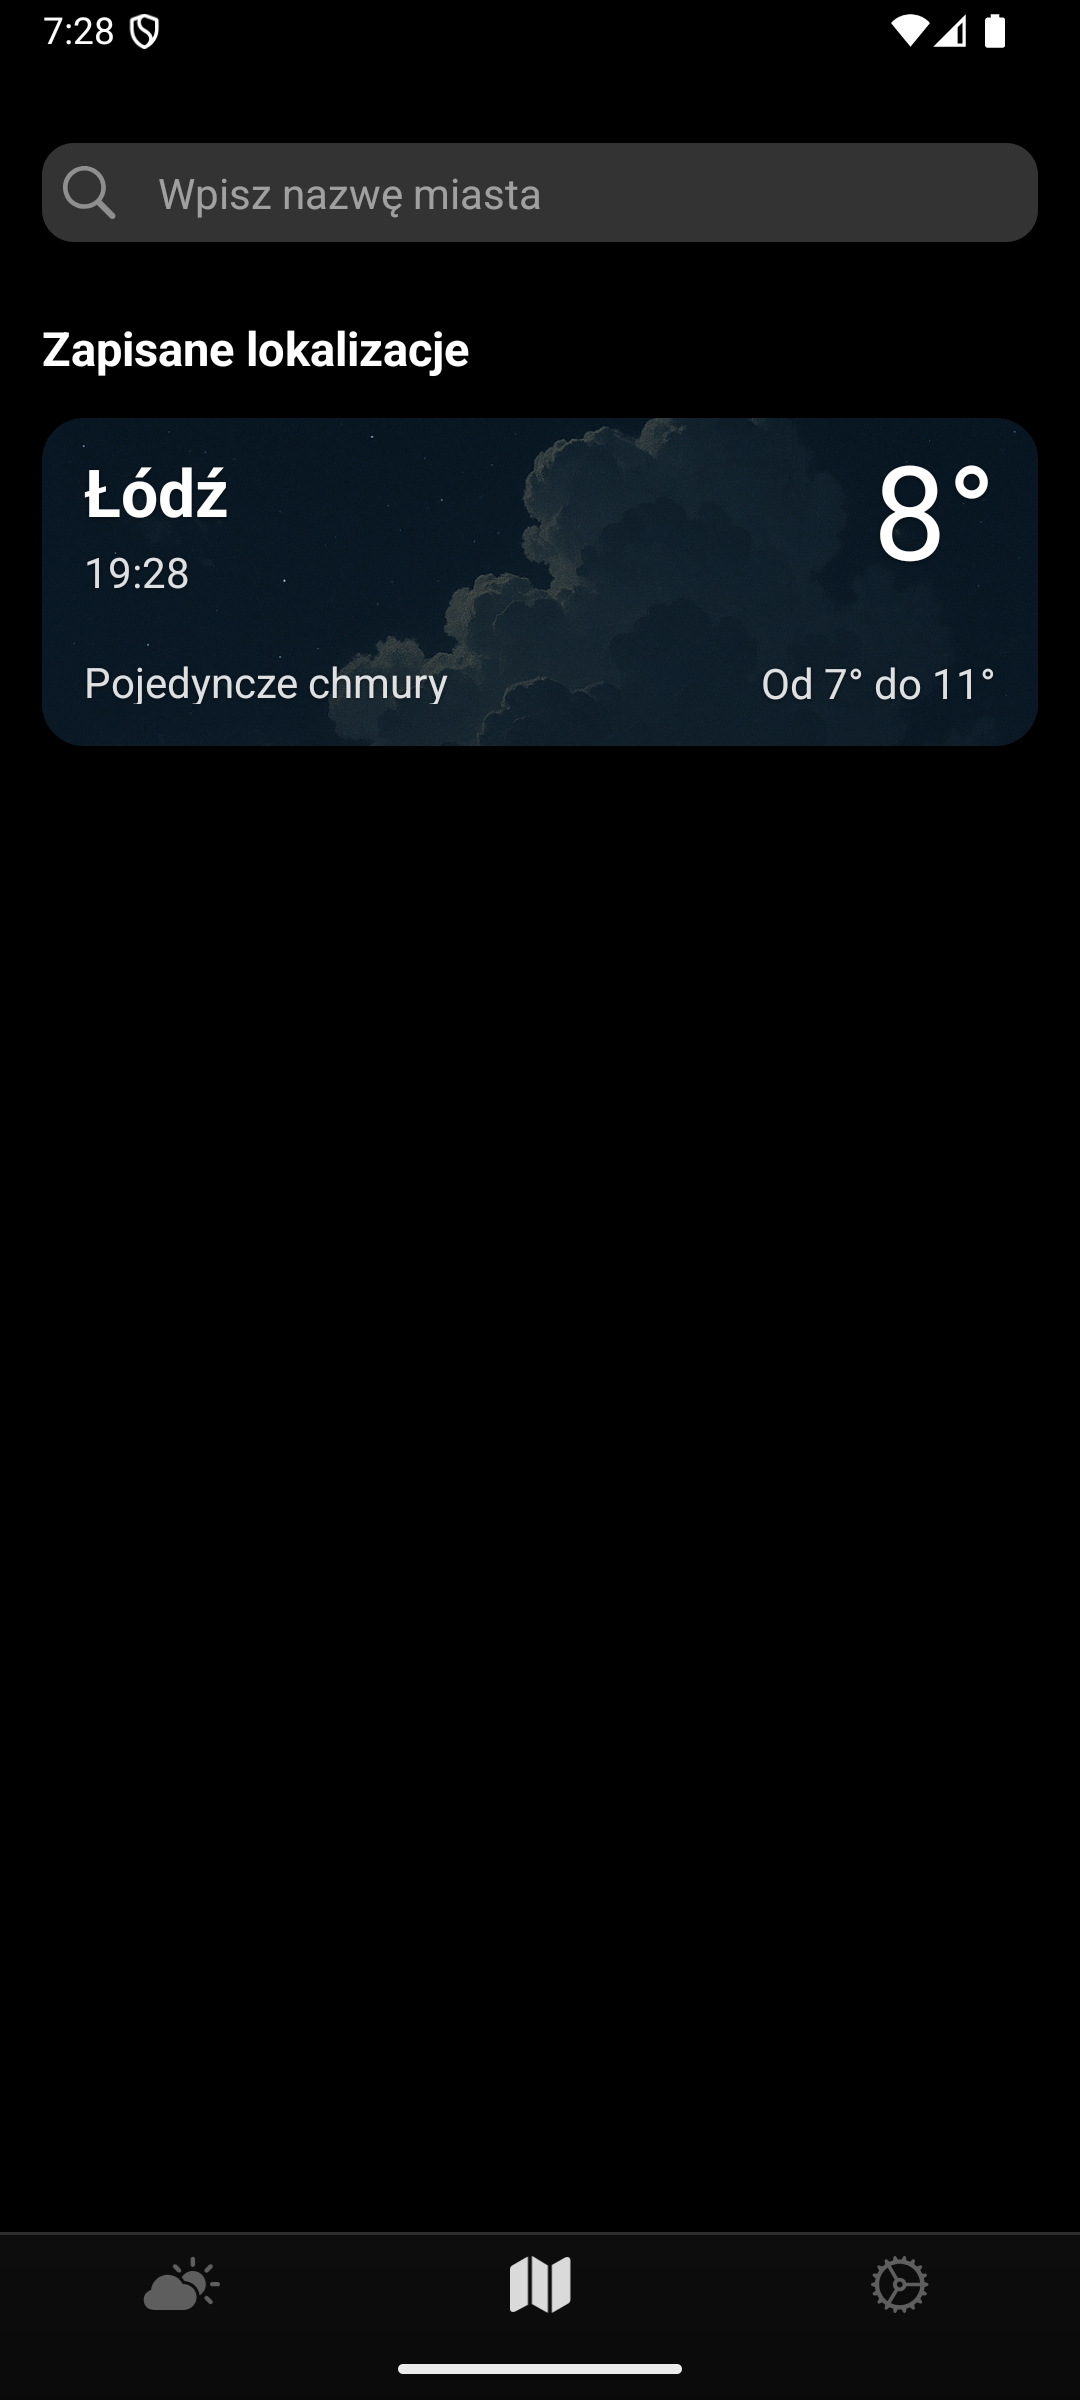 7:28
Wpisz nazwę miasta
Zapisane lokalizacje
Łódź
8°
19:28
Pojedyncze chmury
Od 7° do 11°